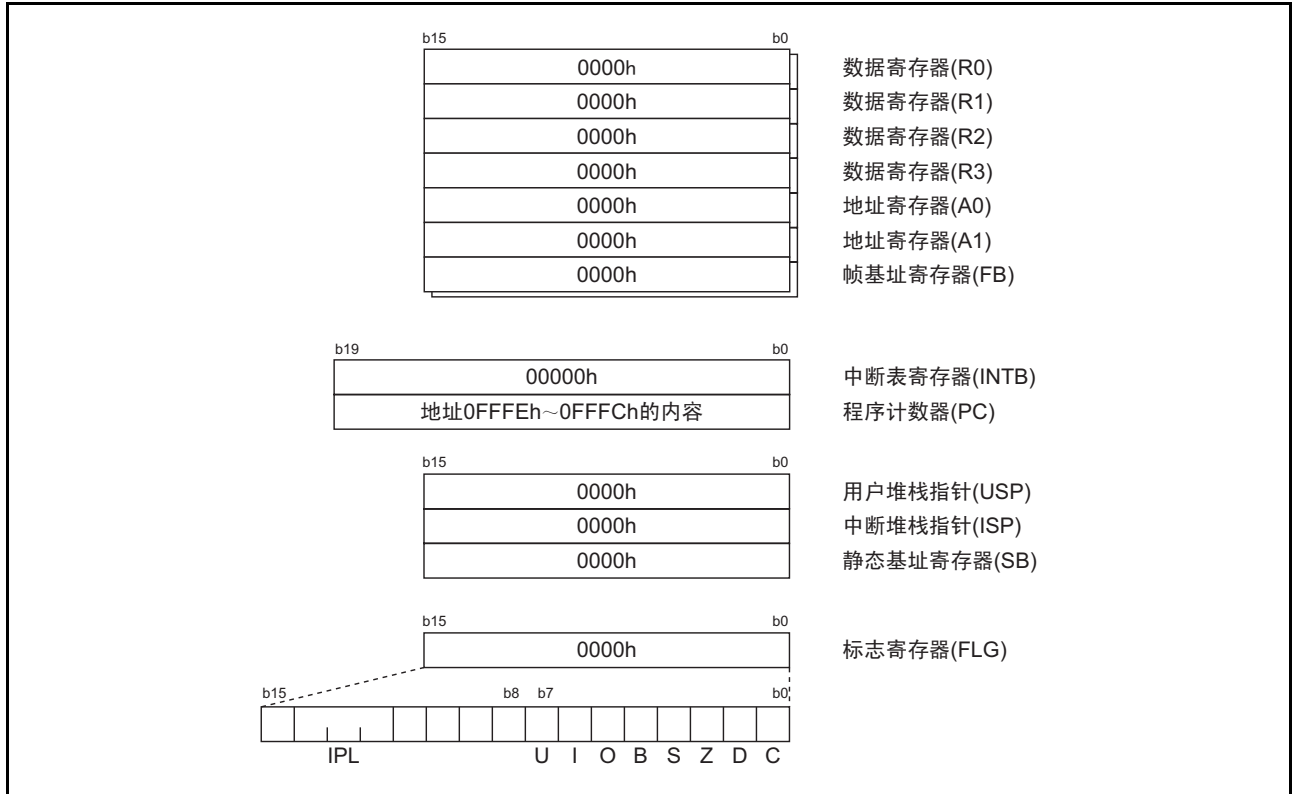 b15 b0
0000h 数据寄存器(R0)
0000h 数据寄存器(R1)
0000h 数据寄存器(R2)
0000h 数据寄存器(R3)
0000h 地址寄存器(A0)
0000h 地址寄存器(A1)
0000h 帧基址寄存器(FB)
b19 b0
00000h 中断表寄存器(INTB)
地址0FFFEh～0FFFCh的内容 程序计数器(PC)
b15 b0
0000h 用户堆栈指针(USP)
0000h 中断堆栈指针(ISP)
0000h 静态基址寄存器(SB)
b15 b0
0000h 标志寄存器(FLG)
b15 b8 b7 b0
IPL U I O B S Z D C